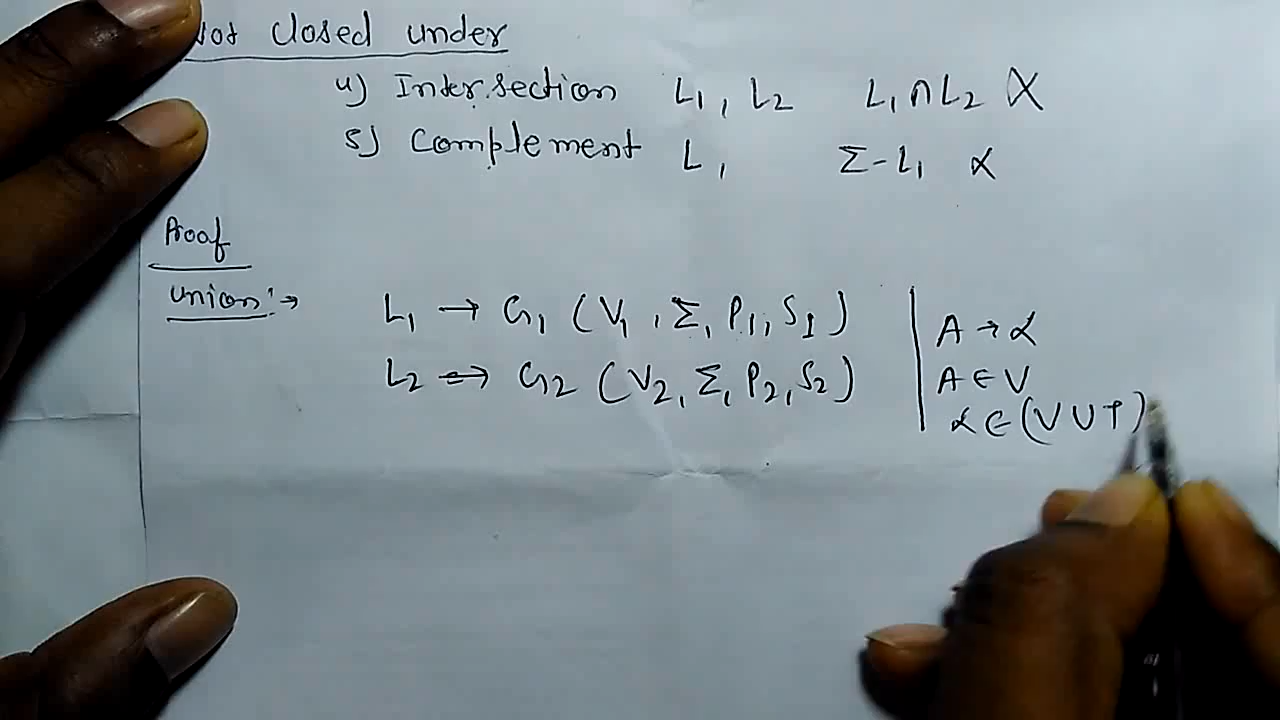 Not Closed under
4) Intersection L1, L2 L1∩L2 X
5) Complement L1 Σ-L1 X
Proof
Union:→
L1 → G1 (V1, Σ, P1, S1)
L2 ↔ G2 (V2, Σ, P2, S2)
A → α
A ∈ V
α ∈ (V ∪ T)